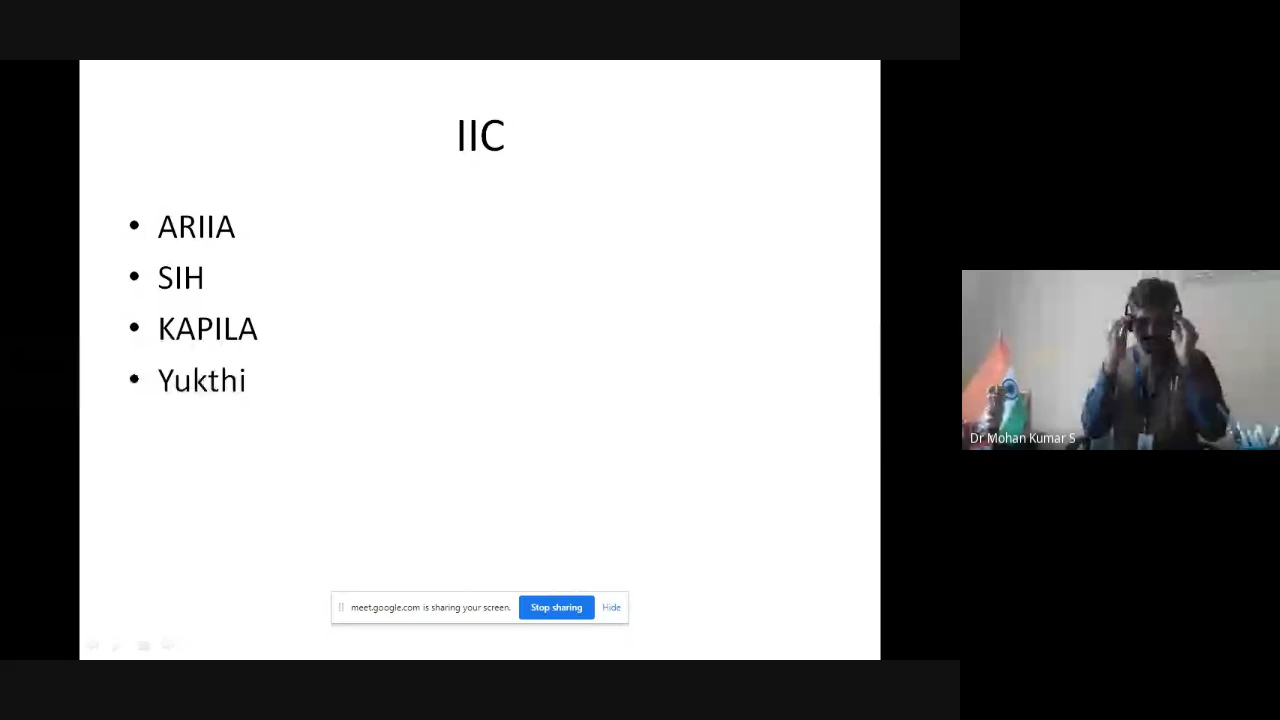 IIC
• ARIIA
• SIH
• KAPILA
• Yukthi
meet.google.com is sharing your screen. Stop sharing Hide
Dr Mohan Kumar S